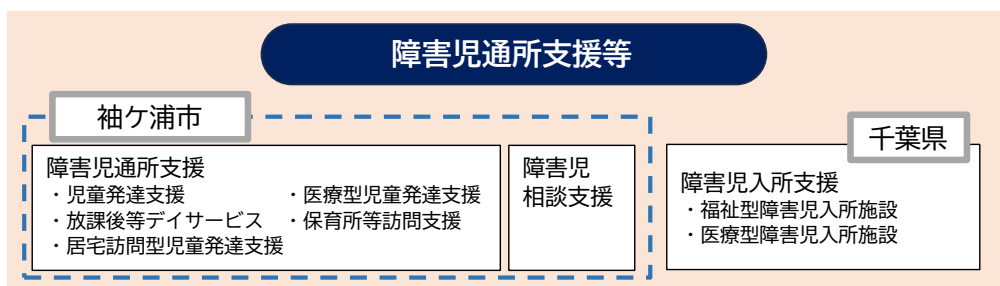 障害児通所支援等
袖ケ浦市
障害児通所支援
・児童発達支援 ・医療型児童発達支援
・放課後等デイサービス ・保育所等訪問支援
・居宅訪問型児童発達支援
障害児
相談支援
千葉県
障害児入所支援
・福祉型障害児入所施設
・医療型障害児入所施設